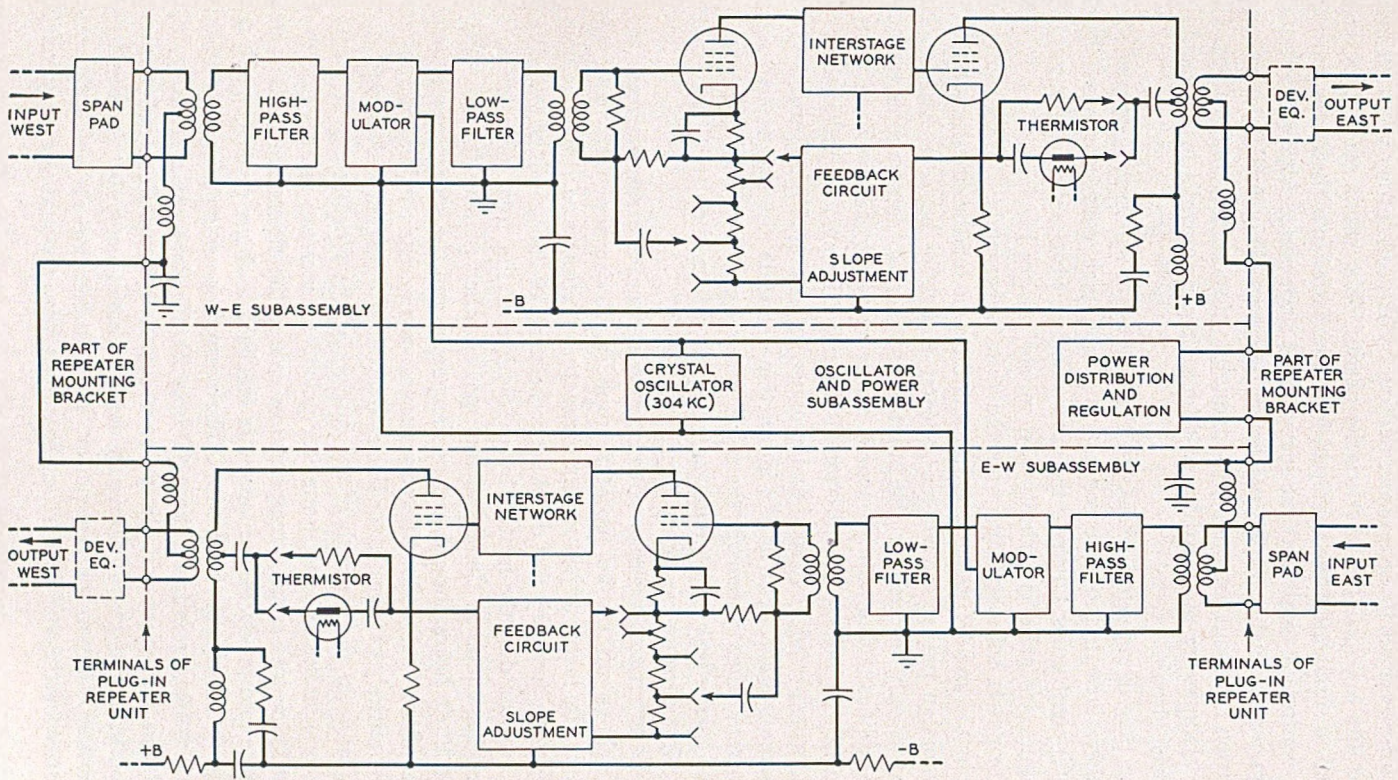 INPUT
WEST
SPAN
PAD
HIGH-
PASS
FILTER
MOD-
ULATOR
LOW-
PASS
FILTER
INTERSTAGE
NETWORK
FEEDBACK
CIRCUIT
SLOPE
ADJUSTMENT
THERMISTOR
DEV.
EQ.
OUTPUT
EAST
-B
+B
W-E SUBASSEMBLY
PART OF
REPEATER
MOUNTING
BRACKET
CRYSTAL
OSCILLATOR
(304 KC)
OSCILLATOR
AND POWER
SUBASSEMBLY
POWER
DISTRIBUTION
AND
REGULATION
PART OF
REPEATER
MOUNTING
BRACKET
E-W SUBASSEMBLY
OUTPUT
WEST
DEV.
EQ.
THERMISTOR
INTERSTAGE
NETWORK
FEEDBACK
CIRCUIT
SLOPE
ADJUSTMENT
LOW-
PASS
FILTER
MOD-
ULATOR
HIGH-
PASS
FILTER
SPAN
PAD
INPUT
EAST
TERMINALS OF
PLUG-IN
REPEATER
UNIT
TERMINALS OF
PLUG-IN
REPEATER
UNIT
+B
-B